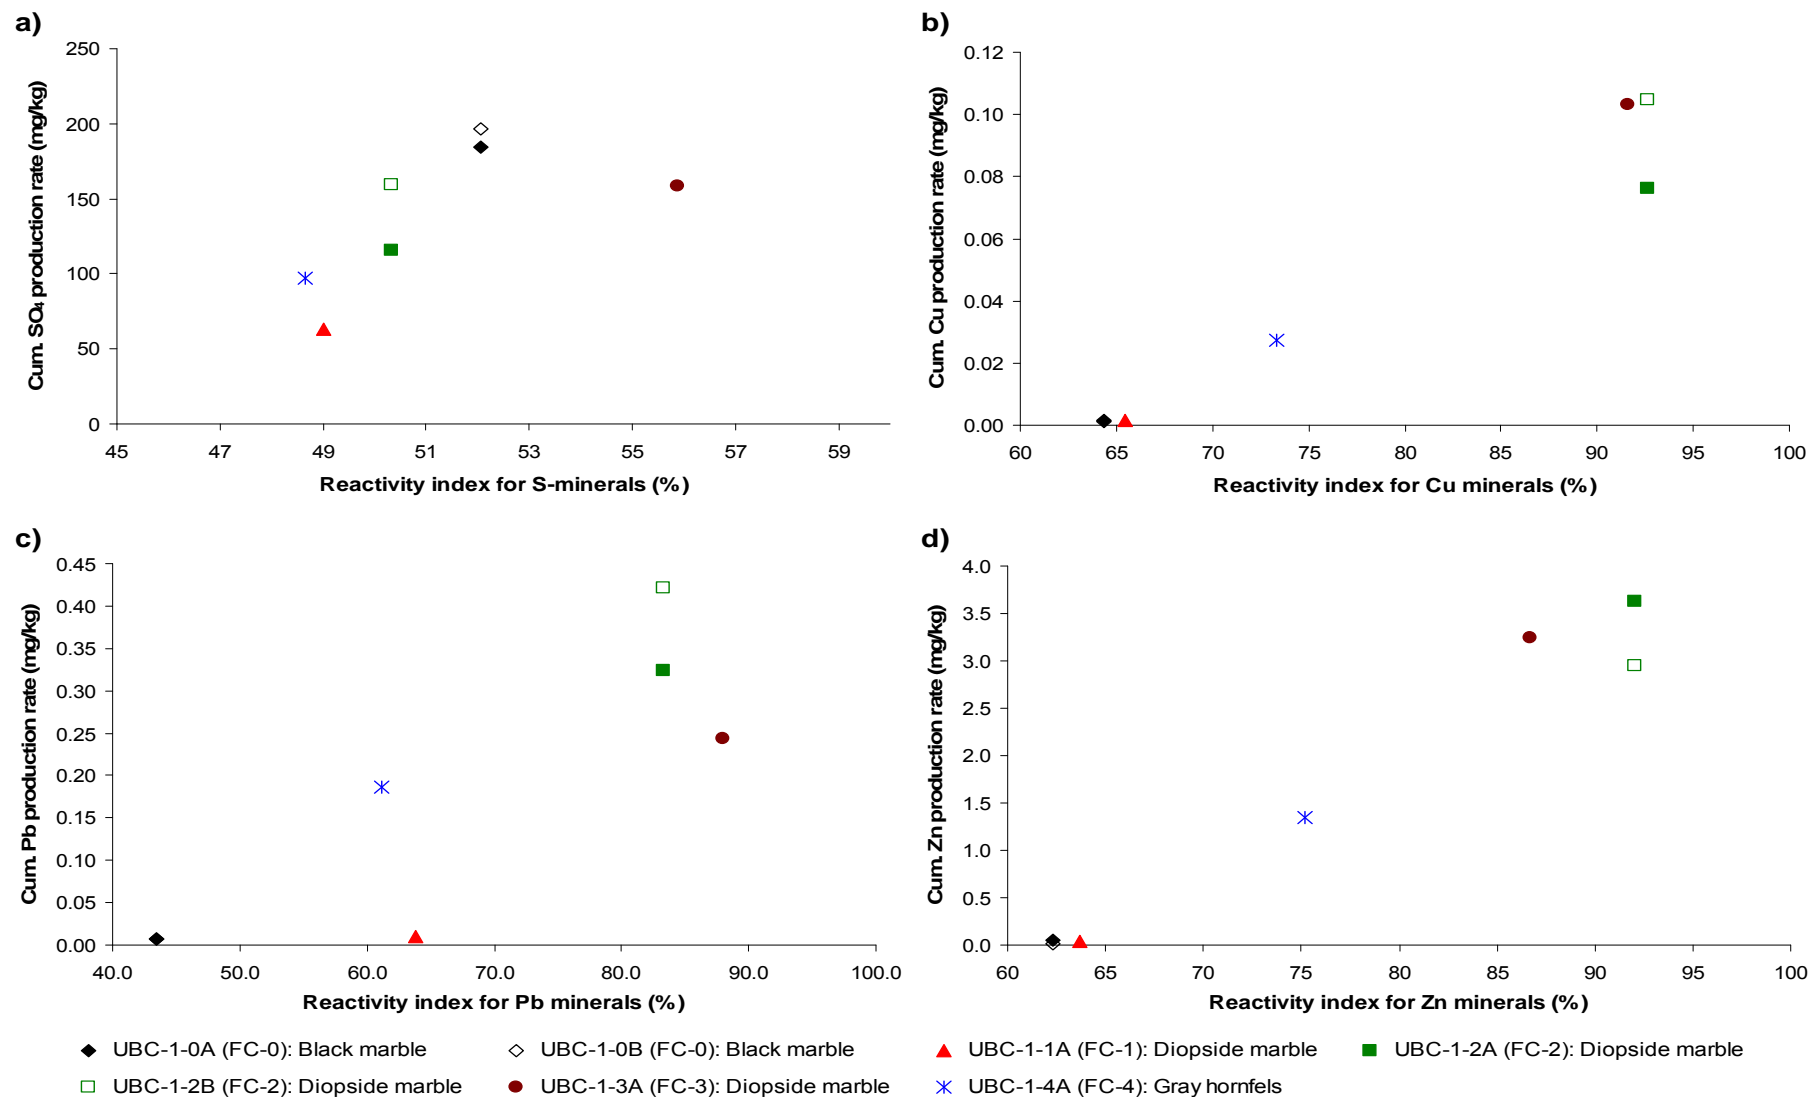 a)
Cum. SO₄ production rate (mg/kg)
250
200
150
100
50
0
45 47 49 51 53 55 57 59
Reactivity index for S-minerals (%)
b)
Cum. Cu production rate (mg/kg)
0.12
0.10
0.08
0.06
0.04
0.02
0.00
60 65 70 75 80 85 90 95 100
Reactivity index for Cu minerals (%)
c)
Cum. Pb production rate (mg/kg)
0.45
0.40
0.35
0.30
0.25
0.20
0.15
0.10
0.05
0.00
40.0 50.0 60.0 70.0 80.0 90.0 100.0
Reactivity index for Pb minerals (%)
d)
Cum. Zn production rate (mg/kg)
4.0
3.5
3.0
2.5
2.0
1.5
1.0
0.5
0.0
60 65 70 75 80 85 90 95 100
Reactivity index for Zn minerals (%)
UBC-1-0A (FC-0): Black marble UBC-1-0B (FC-0): Black marble UBC-1-1A (FC-1): Diopside marble UBC-1-2A (FC-2): Diopside marble
UBC-1-2B (FC-2): Diopside marble UBC-1-3A (FC-3): Diopside marble UBC-1-4A (FC-4): Gray hornfels